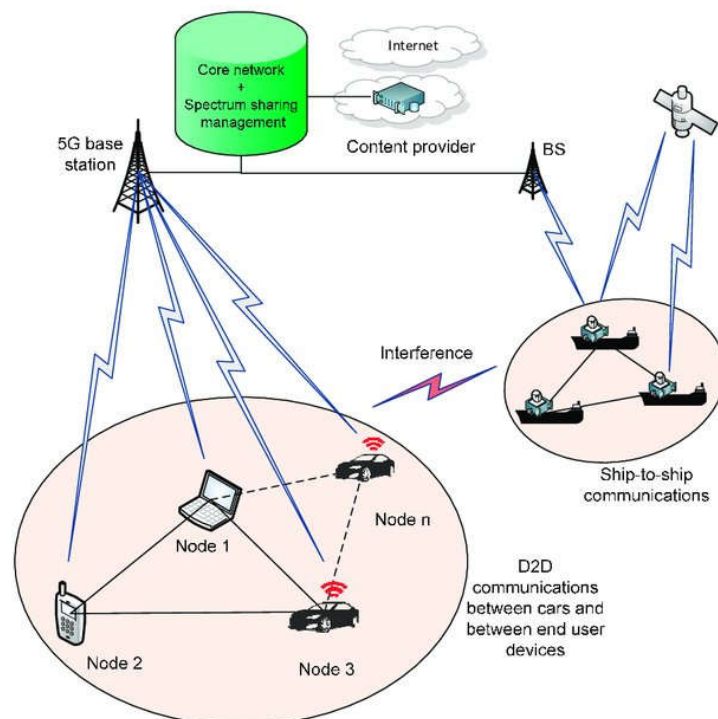 Internet
Core network
+
Spectrum sharing
management
Content provider
5G base
station
BS
Interference
Ship-to-ship
communications
Node 1
Node n
Node 2
Node 3
D2D
communications
between cars and
between end user
devices